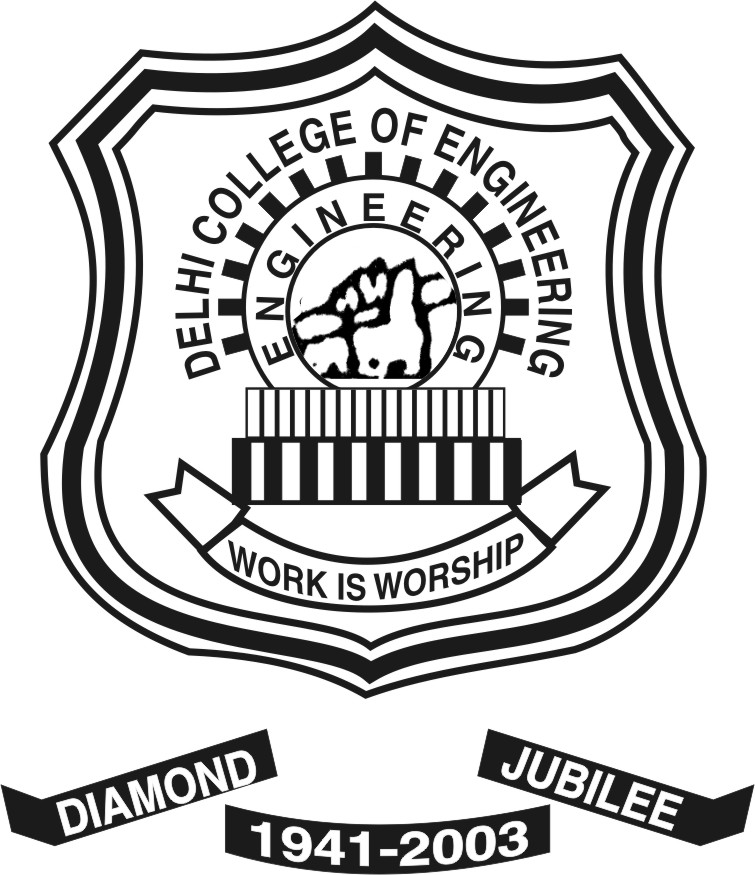 DELHI COLLEGE OF ENGINEERING
ENGINEERING
WORK IS WORSHIP
DIAMOND
JUBILEE
1941-2003